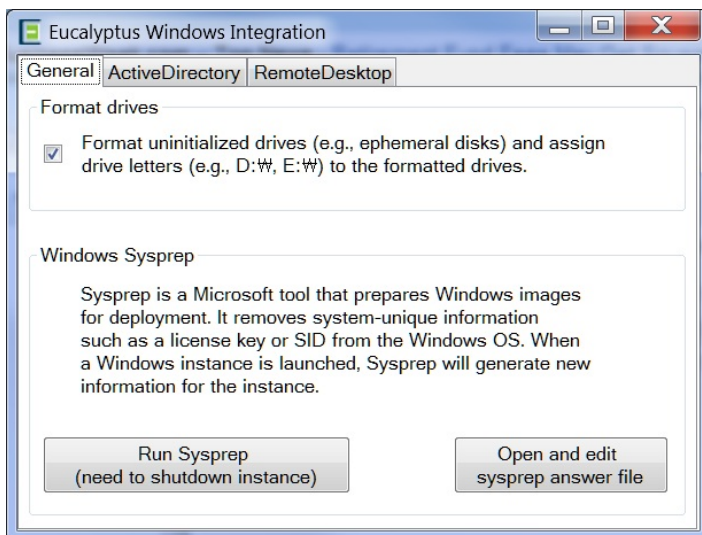 Eucalyptus Windows Integration
General ActiveDirectory RemoteDesktop
Format drives
Format uninitialized drives (e.g., ephemeral disks) and assign
drive letters (e.g., D:₩, E:₩) to the formatted drives.
Windows Sysprep
Sysprep is a Microsoft tool that prepares Windows images
for deployment. It removes system-unique information
such as a license key or SID from the Windows OS. When
a Windows instance is launched, Sysprep will generate new
information for the instance.
Run Sysprep
(need to shutdown instance)
Open and edit
sysprep answer file